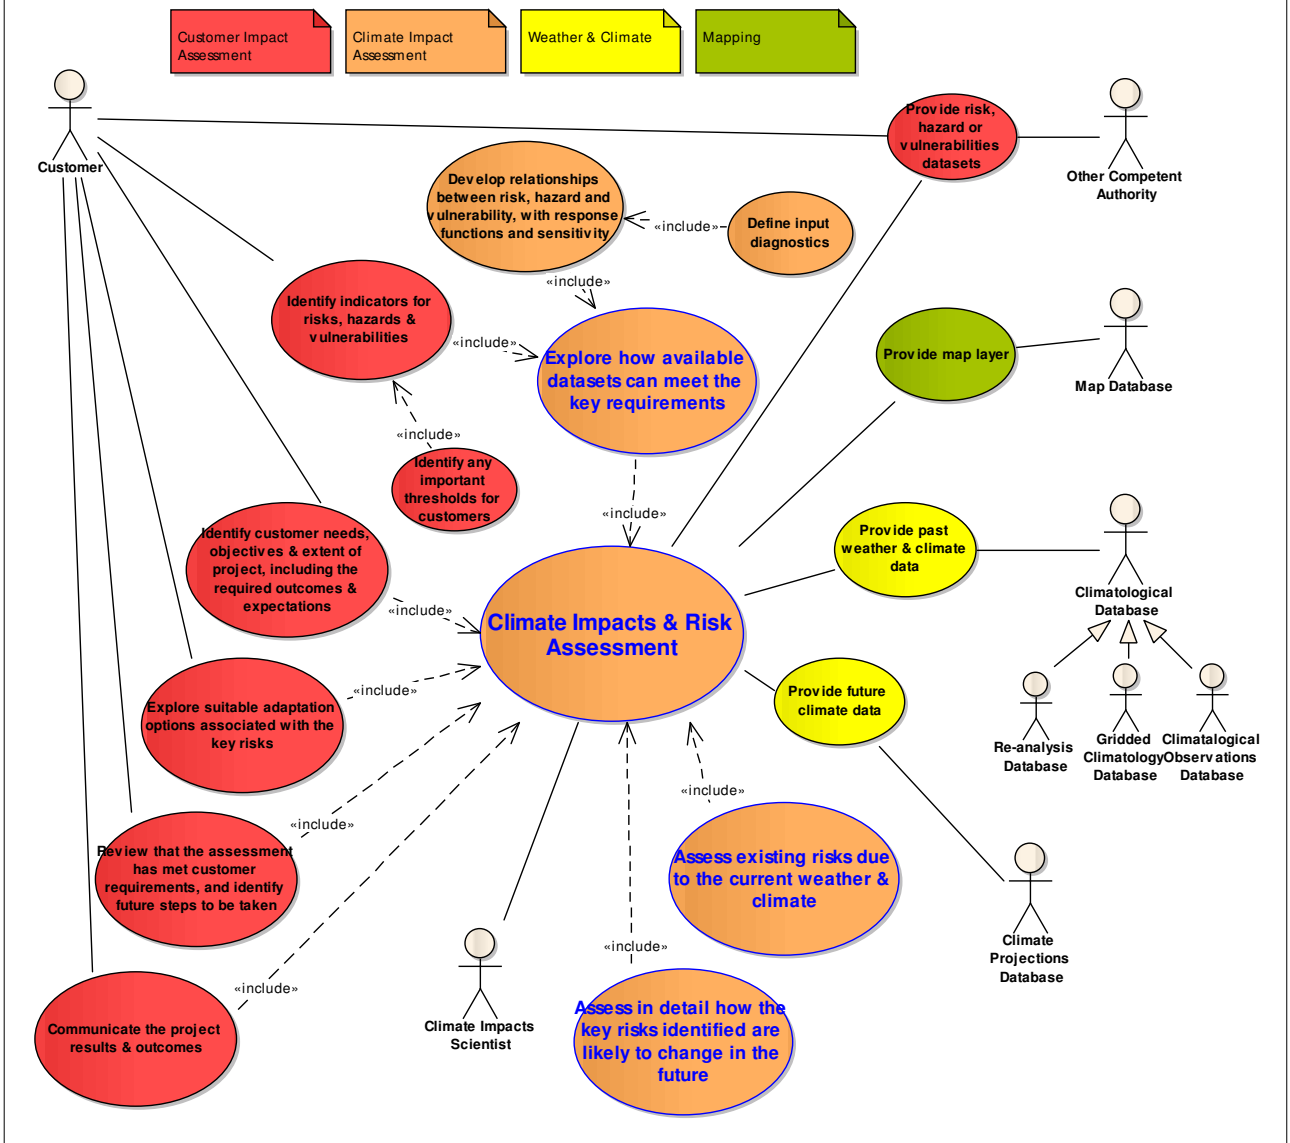 Customer Impact
Assessment
Climate Impact
Assessment
Weather & Climate
Mapping
Customer
Provide risk,
hazard or
vulnerabilities
datasets
Other Competent
Authority
Develop relationships
between risk, hazard and
vulnerability, with response
functions and sensitivity
«include»
Define input
diagnostics
«include»
Identify indicators for
risks, hazards &
vulnerabilities
«include»
Explore how available
datasets can meet the
key requirements
Provide map layer
Map Database
«include»
Identify any
important
thresholds for
customers
«include»
Identify customer needs,
objectives & extent of
project, including the
required outcomes &
expectations
«include»
Provide past
weather & climate
data
Climatological
Database
Climate Impacts & Risk
Assessment
Explore suitable adaptation
options associated with the
key risks
«include»
Provide future
climate data
Re-analysis
Database
Gridded
Climatology
Database
Climatalogical
Observations
Database
«include»
«include»
Review that the assessment
has met customer
requirements, and identify
future steps to be taken
Assess existing risks due
to the current weather &
climate
Climate
Projections
Database
«include»
«include»
Communicate the project
results & outcomes
Climate Impacts
Scientist
Assess in detail how the
key risks identified are
likely to change in the
future